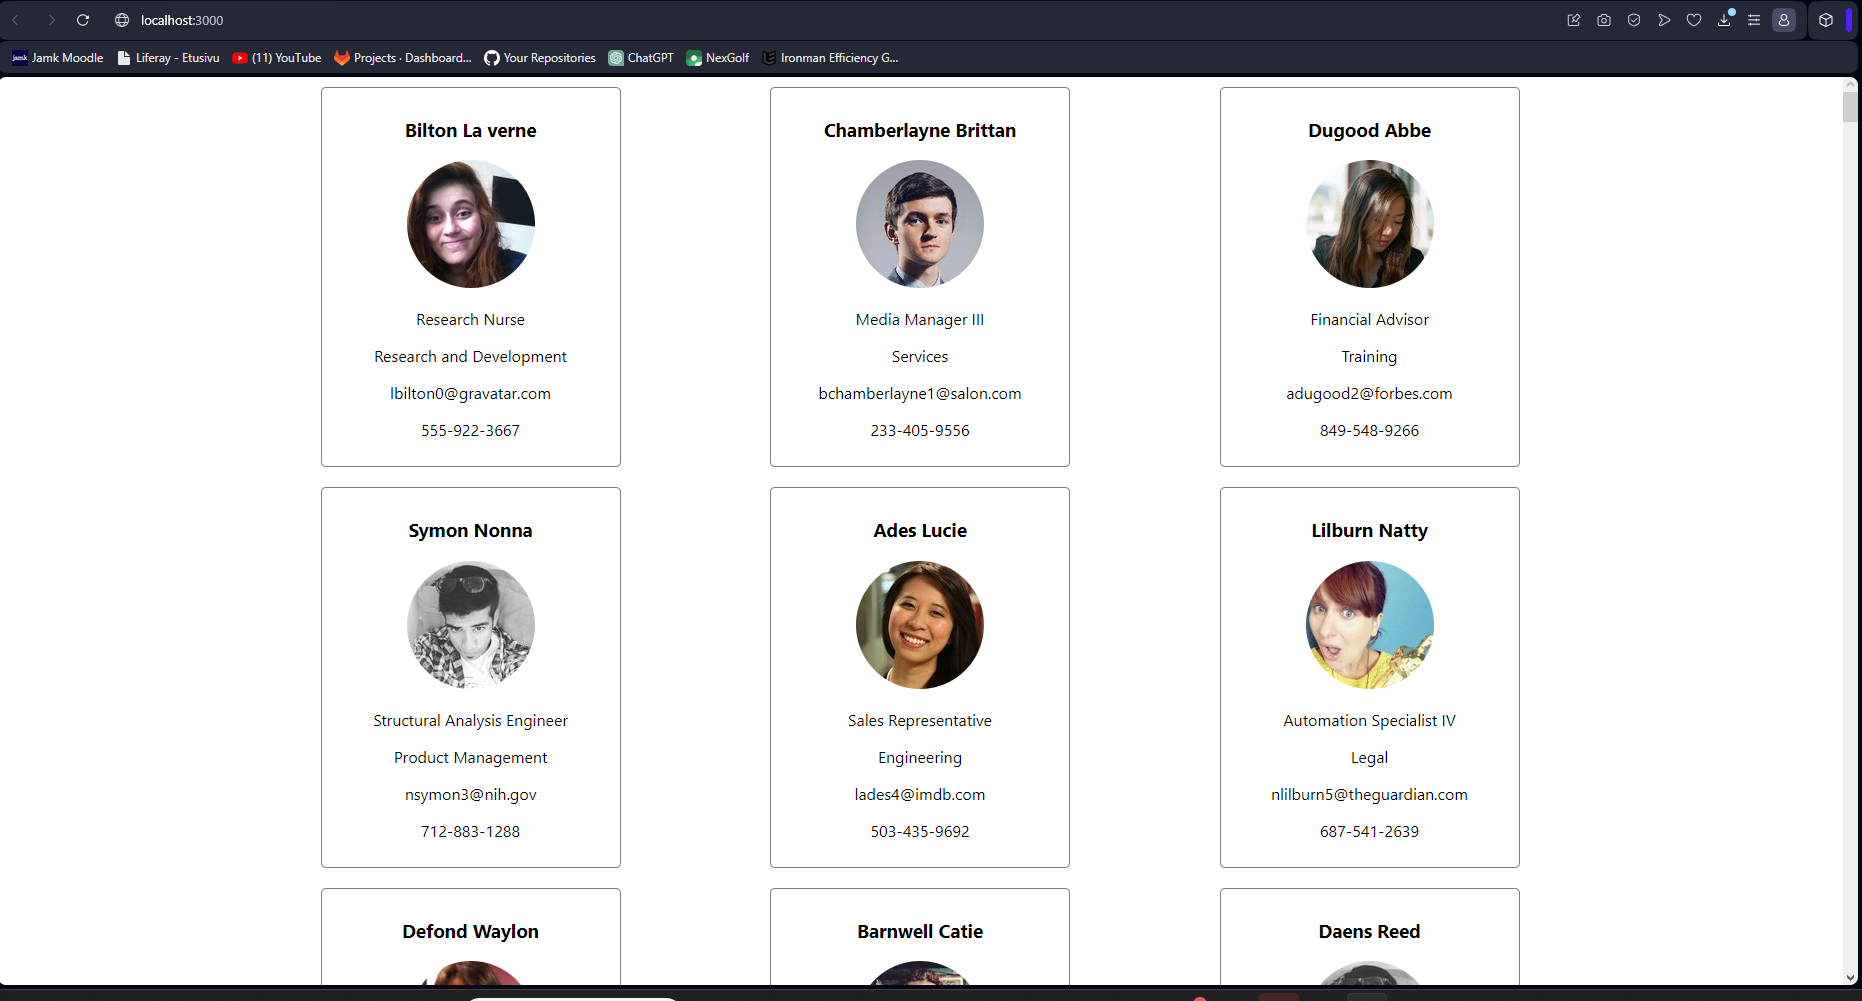 localhost:3000
jamk Jamk Moodle Liferay - Etusivu (11) YouTube Projects · Dashboard... Your Repositories ChatGPT NexGolf Ironman Efficiency G...
Bilton La verne
Research Nurse
Research and Development
lbilton0@gravatar.com
555-922-3667
Chamberlayne Brittan
Media Manager III
Services
bchamberlayne1@salon.com
233-405-9556
Dugood Abbe
Financial Advisor
Training
adugood2@forbes.com
849-548-9266
Symon Nonna
Structural Analysis Engineer
Product Management
nsymon3@nih.gov
712-883-1288
Ades Lucie
Sales Representative
Engineering
lades4@imdb.com
503-435-9692
Lilburn Natty
Automation Specialist IV
Legal
nlilburn5@theguardian.com
687-541-2639
Defond Waylon
Barnwell Catie
Daens Reed